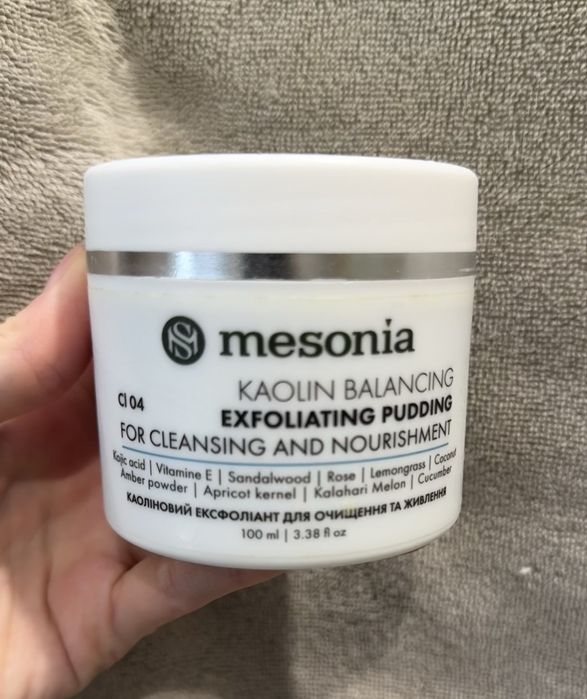 mesonia
KAOLIN BALANCING
CI 04
EXFOLIATING PUDDING
FOR CLEANSING AND NOURISHMENT
Kojic acid | Vitamine E | Sandalwood | Rose | Lemongrass | Coconut
Amber powder | Apricot kernel | Kalahari Melon | Cucumber
КАОЛІНОВИЙ ЕКСФОЛІАНТ ДЛЯ ОЧИЩЕННЯ ТА ЖИВЛЕННЯ
100 ml | 3.38 fl oz